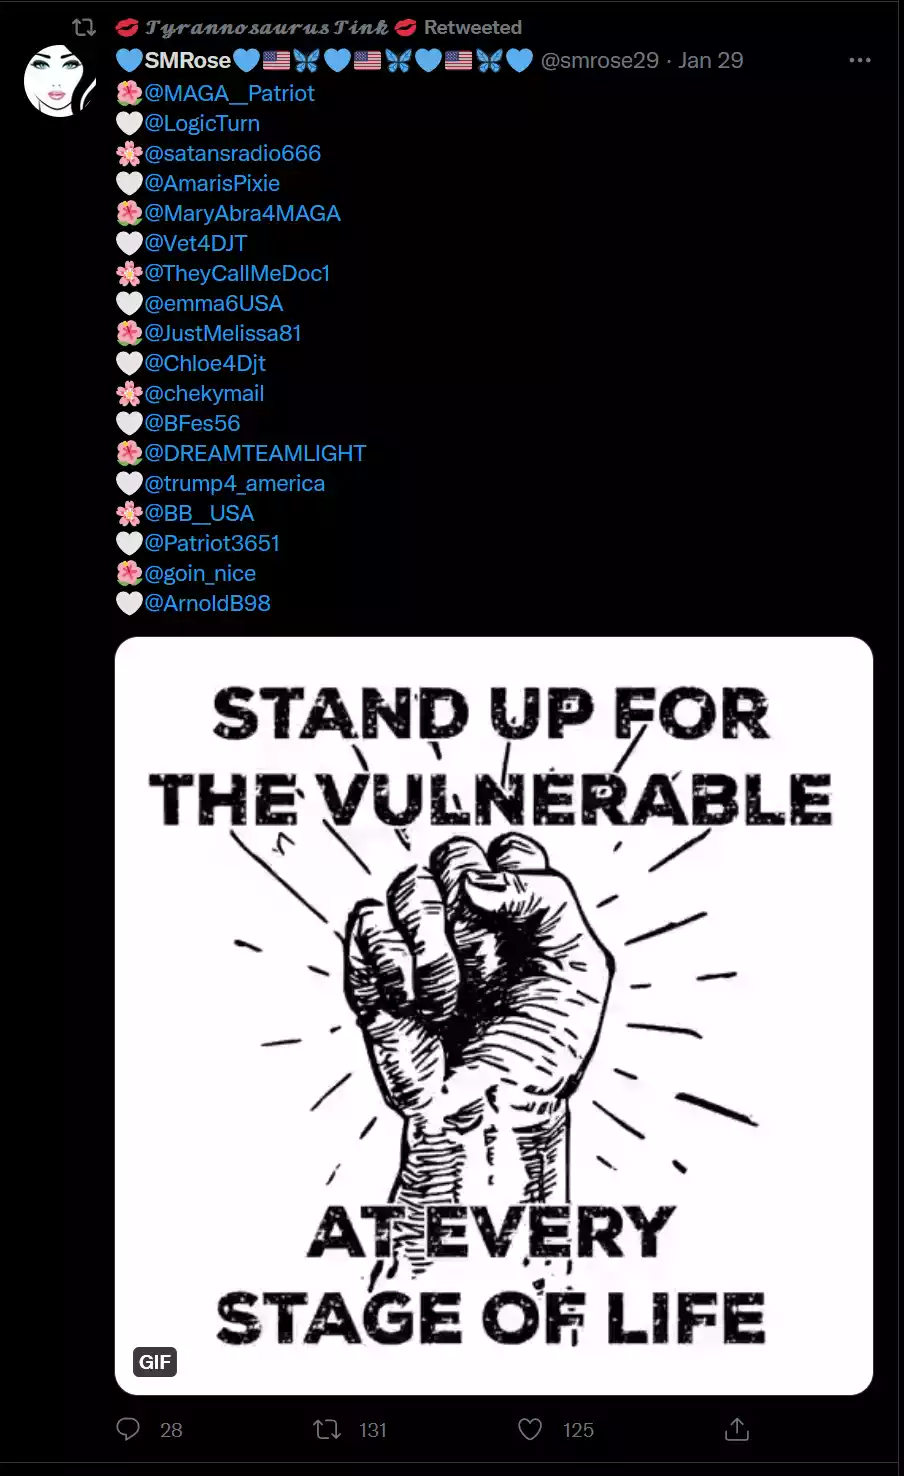 💋 𝓣𝔂𝓻𝓪𝓷𝓷𝓸𝓼𝓪𝓾𝓻𝓾𝓼 𝓣𝓲𝓷𝓴 💋 Retweeted
💙SMRose💙🇺🇸🦋💙🇺🇸🦋💙🇺🇸🦋💙 @smrose29 · Jan 29
🌺@MAGA__Patriot
🤍@LogicTurn
🌸@satansradio666
🤍@AmarisPixie
🌺@MaryAbra4MAGA
🤍@Vet4DJT
🌸@TheyCallMeDoc1
🤍@emma6USA
🌺@JustMelissa81
🤍@Chloe4Djt
🌸@chekymail
🤍@BFes56
🌺@DREAMTEAMLIGHT
🤍@trump4_america
🌸@BB__USA
🤍@Patriot3651
🌺@goin_nice
🤍@ArnoldB98
STAND UP FOR
THE VULNERABLE
AT EVERY
STAGE OF LIFE
GIF
28 131 125